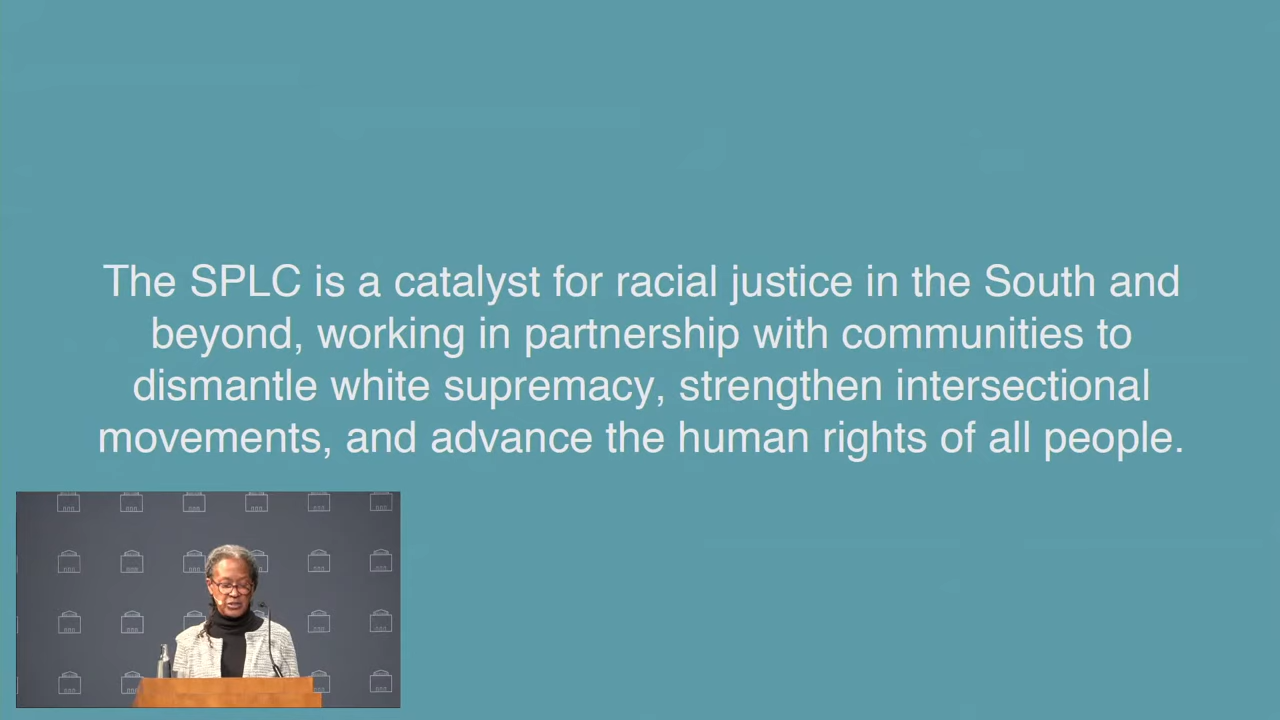 The SPLC is a catalyst for racial justice in the South and
beyond, working in partnership with communities to
dismantle white supremacy, strengthen intersectional
movements, and advance the human rights of all people.